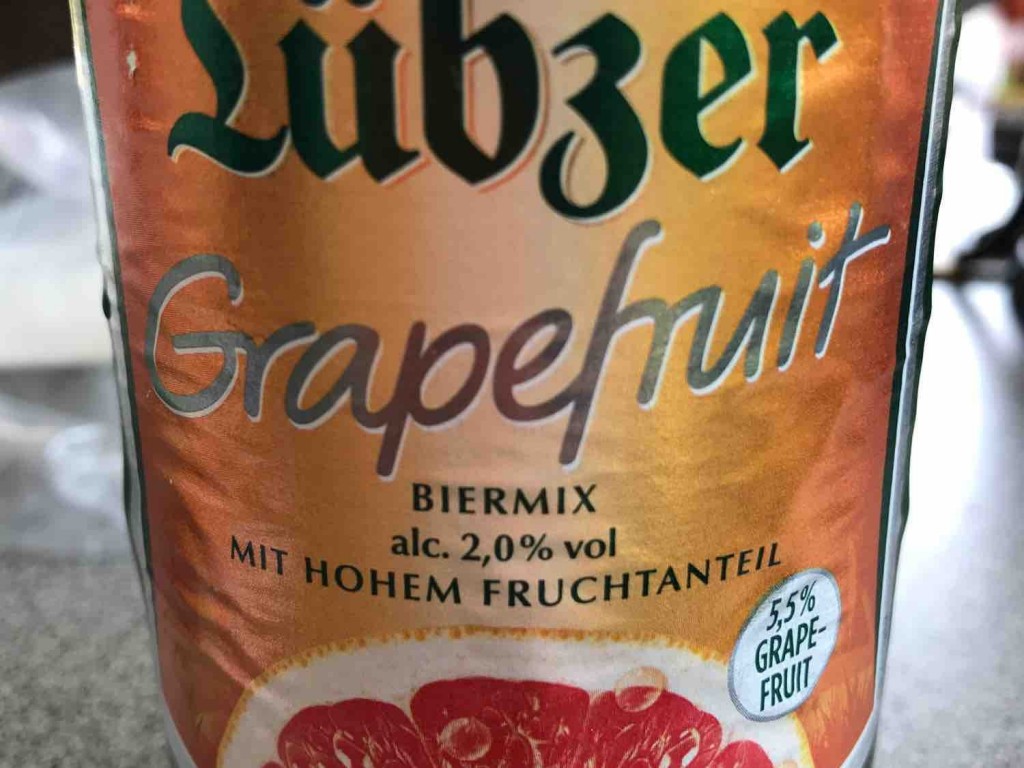 Lübzer
Grapefruit
BIERMIX
alc. 2,0% vol
MIT HOHEM FRUCHTANTEIL
5,5%
GRAPE-
FRUIT